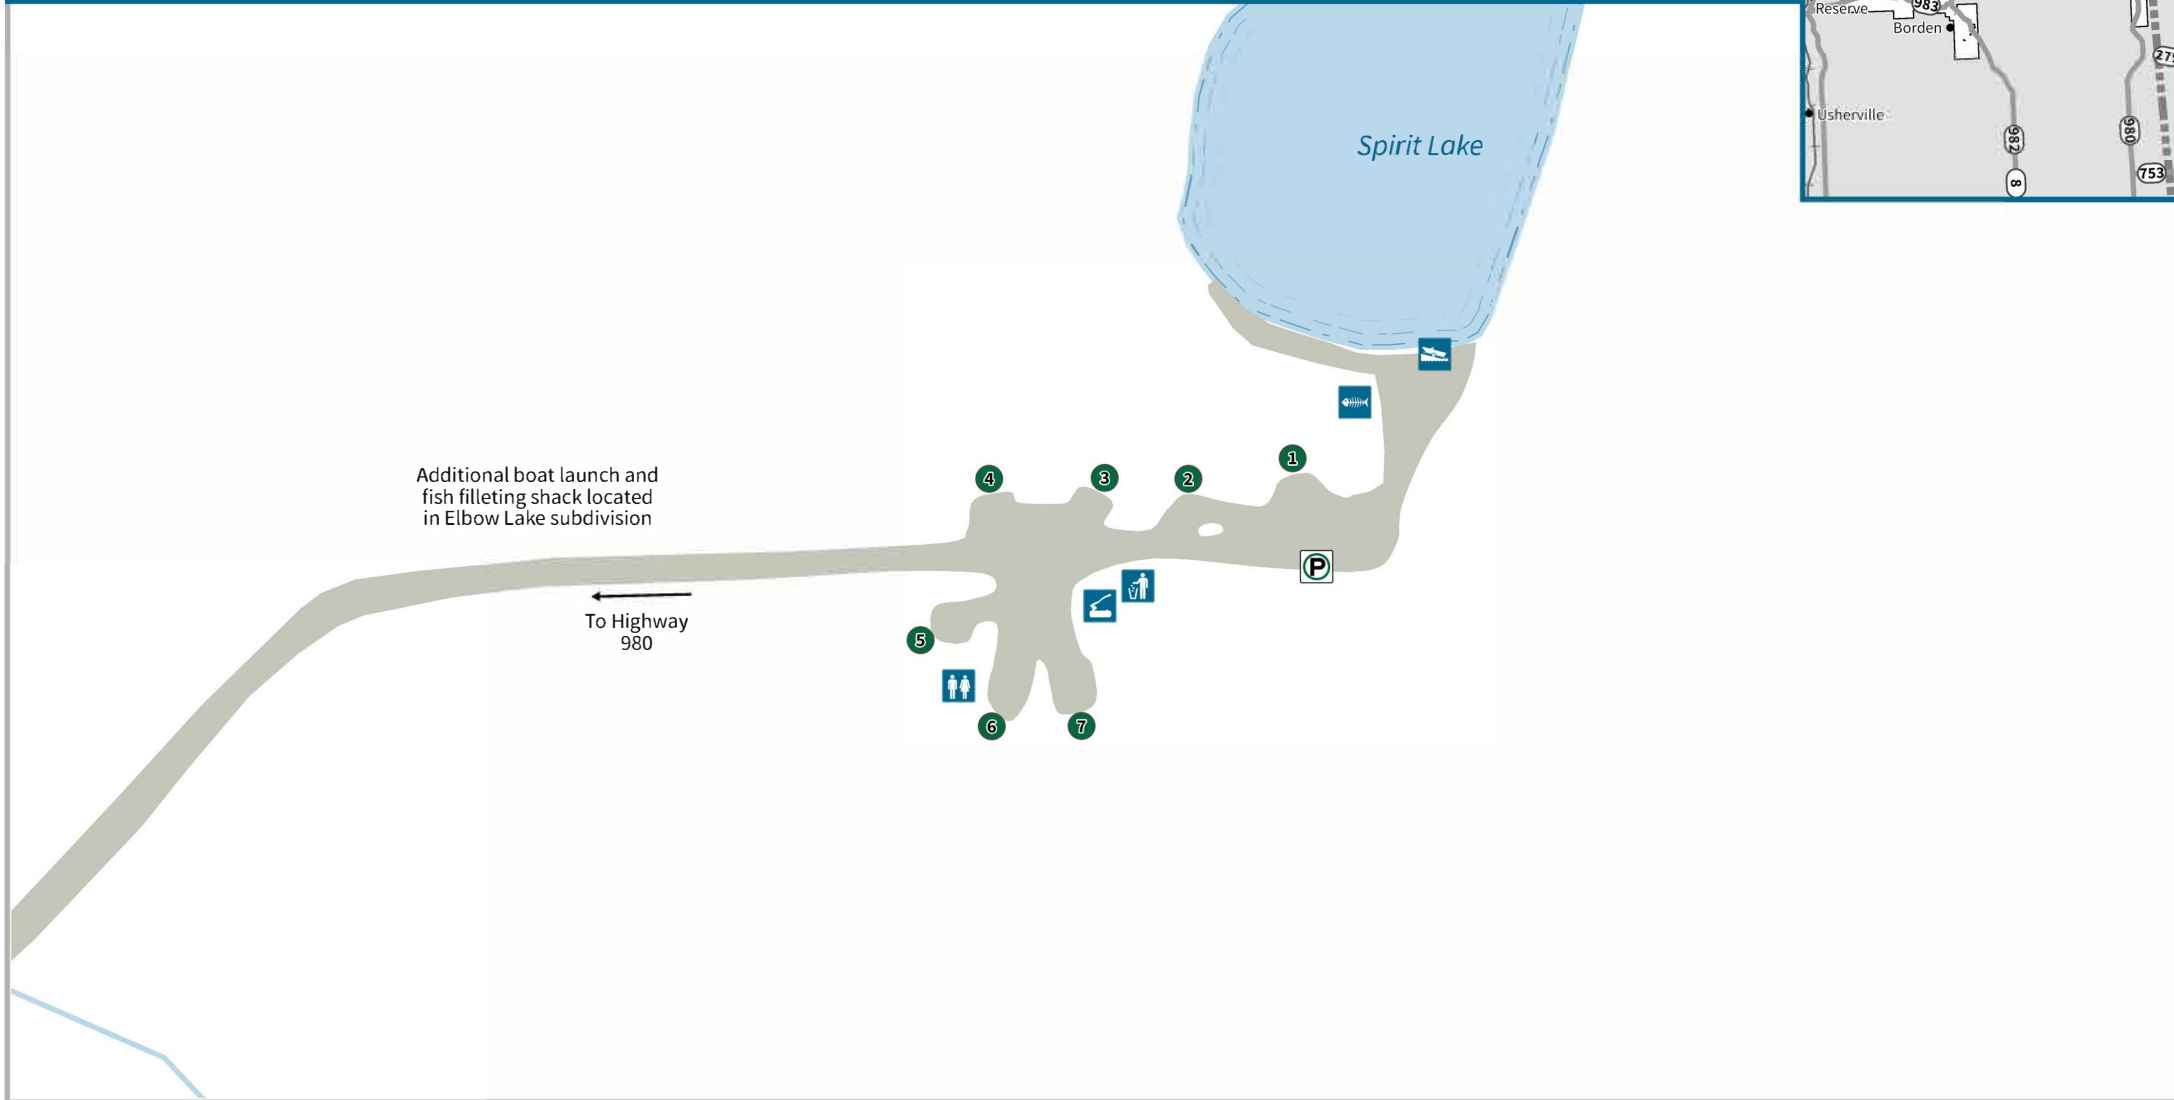 Reserve
983
Borden
Usherville
982
8
980
753
Spirit Lake
Additional boat launch and
fish filleting shack located
in Elbow Lake subdivision
To Highway
980
1
2
3
4
5
6
7
P